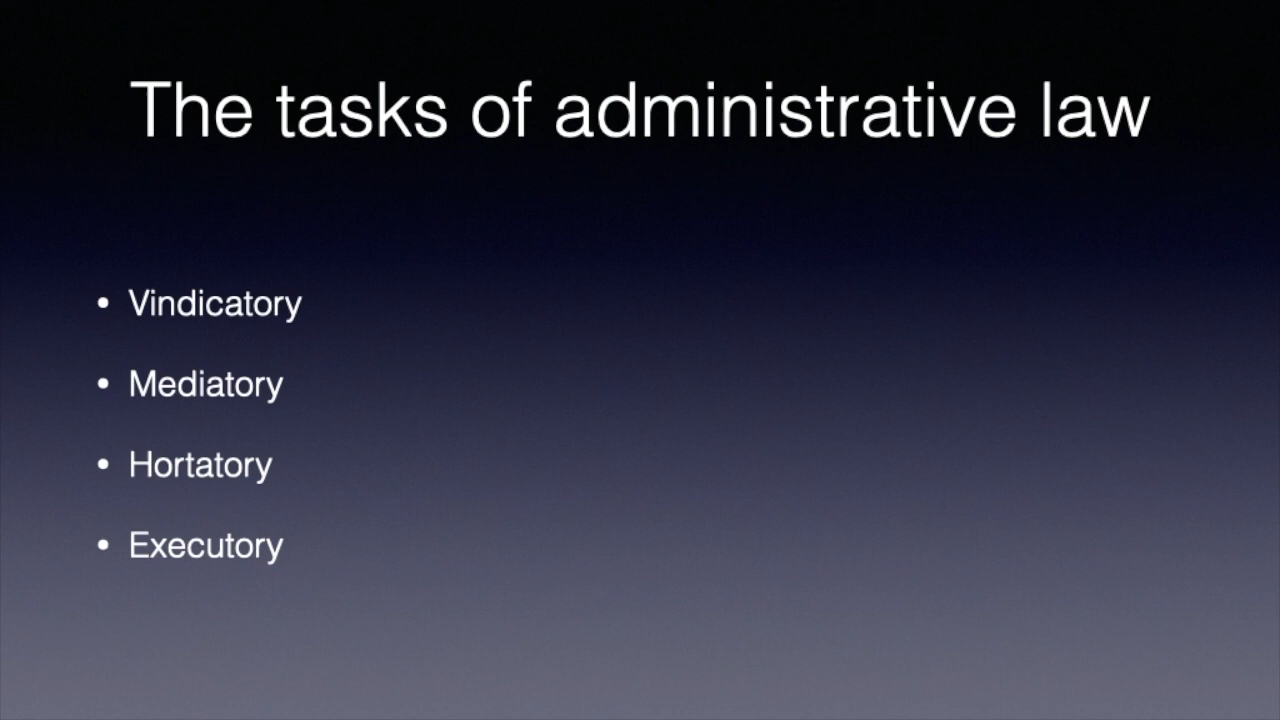 The tasks of administrative law
• Vindicatory
• Mediatory
• Hortatory
• Executory